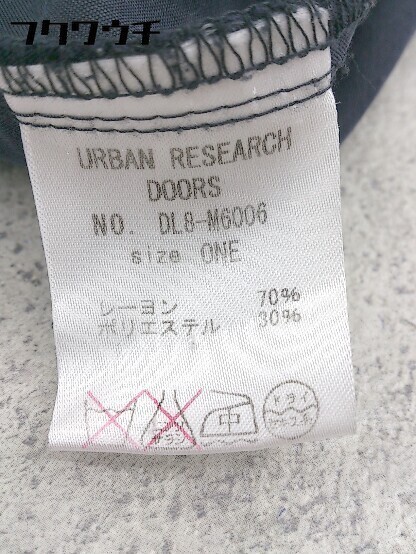 フクウウチ
URBAN RESEARCH
DOORS
NO. DL8-M6006
size ONE
レーヨン 70%
ポリエステル 30%
中
ドライ